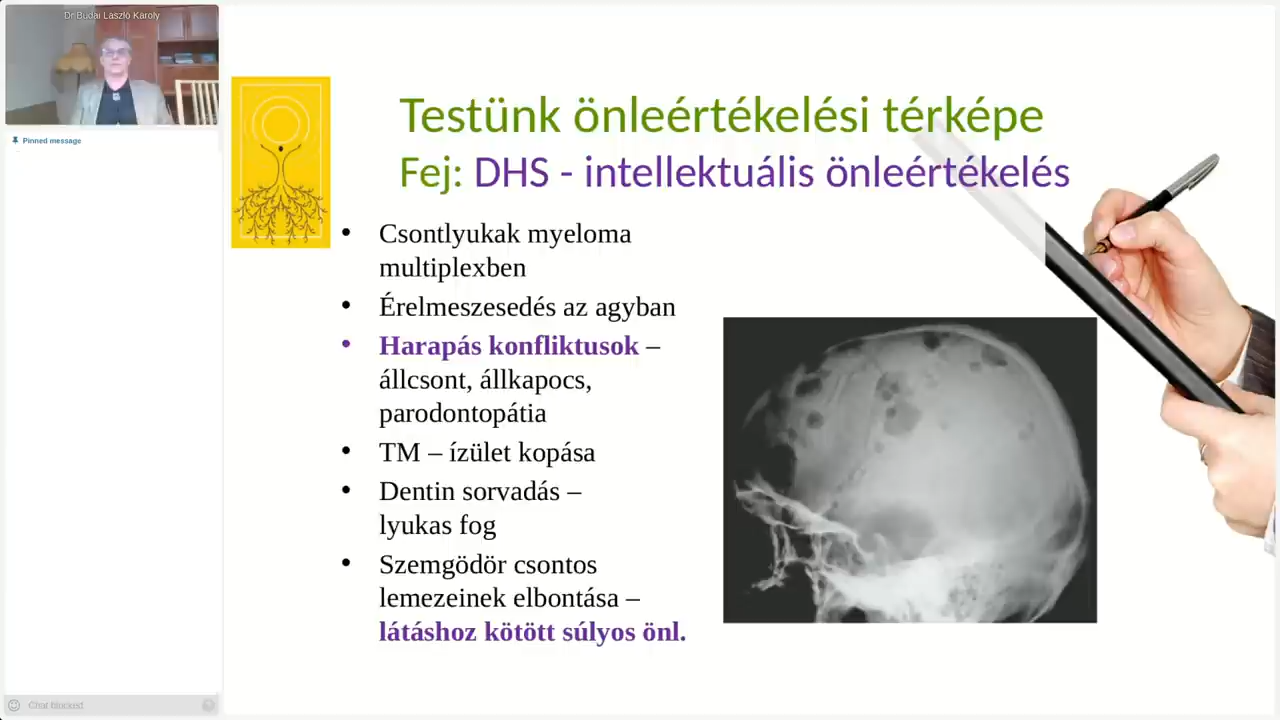 Dr Budai László Károly
Pinned message
Testünk önleértékelési térképe
Fej: DHS - intellektuális önleértékelés
• Csontlyukak myeloma
multiplexben
• Érelmeszesedés az agyban
• Harapás konfliktusok –
állcsont, állkapocs,
parodontopátia
• TM – ízület kopása
• Dentin sorvadás –
lyukas fog
• Szemgödör csontos
lemezeinek elbontása –
látáshoz kötött súlyos önl.
Chat blocked